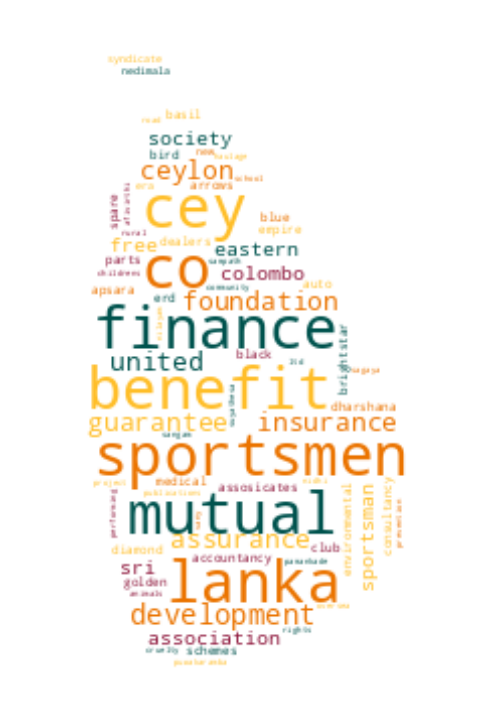 syndicate
nedimala
basil
road
society
bird new
ceylon school
era arrows
cey
spare
blue
rural empire
free dealers eastern
parts sampath
co colombo
childrens
community auto
apsara erd foundation
finance
brightstar
united black ltd
benefit
dharshana
guarantee insurance
sangam
sportsmen
project medical
assosicates
publications
performing
mutual
environmental
sportsman
consultancy
prevention
assurance
diamond club
accountancy
sri
golden lanka
animals
development
rights
association
cruelty schemes